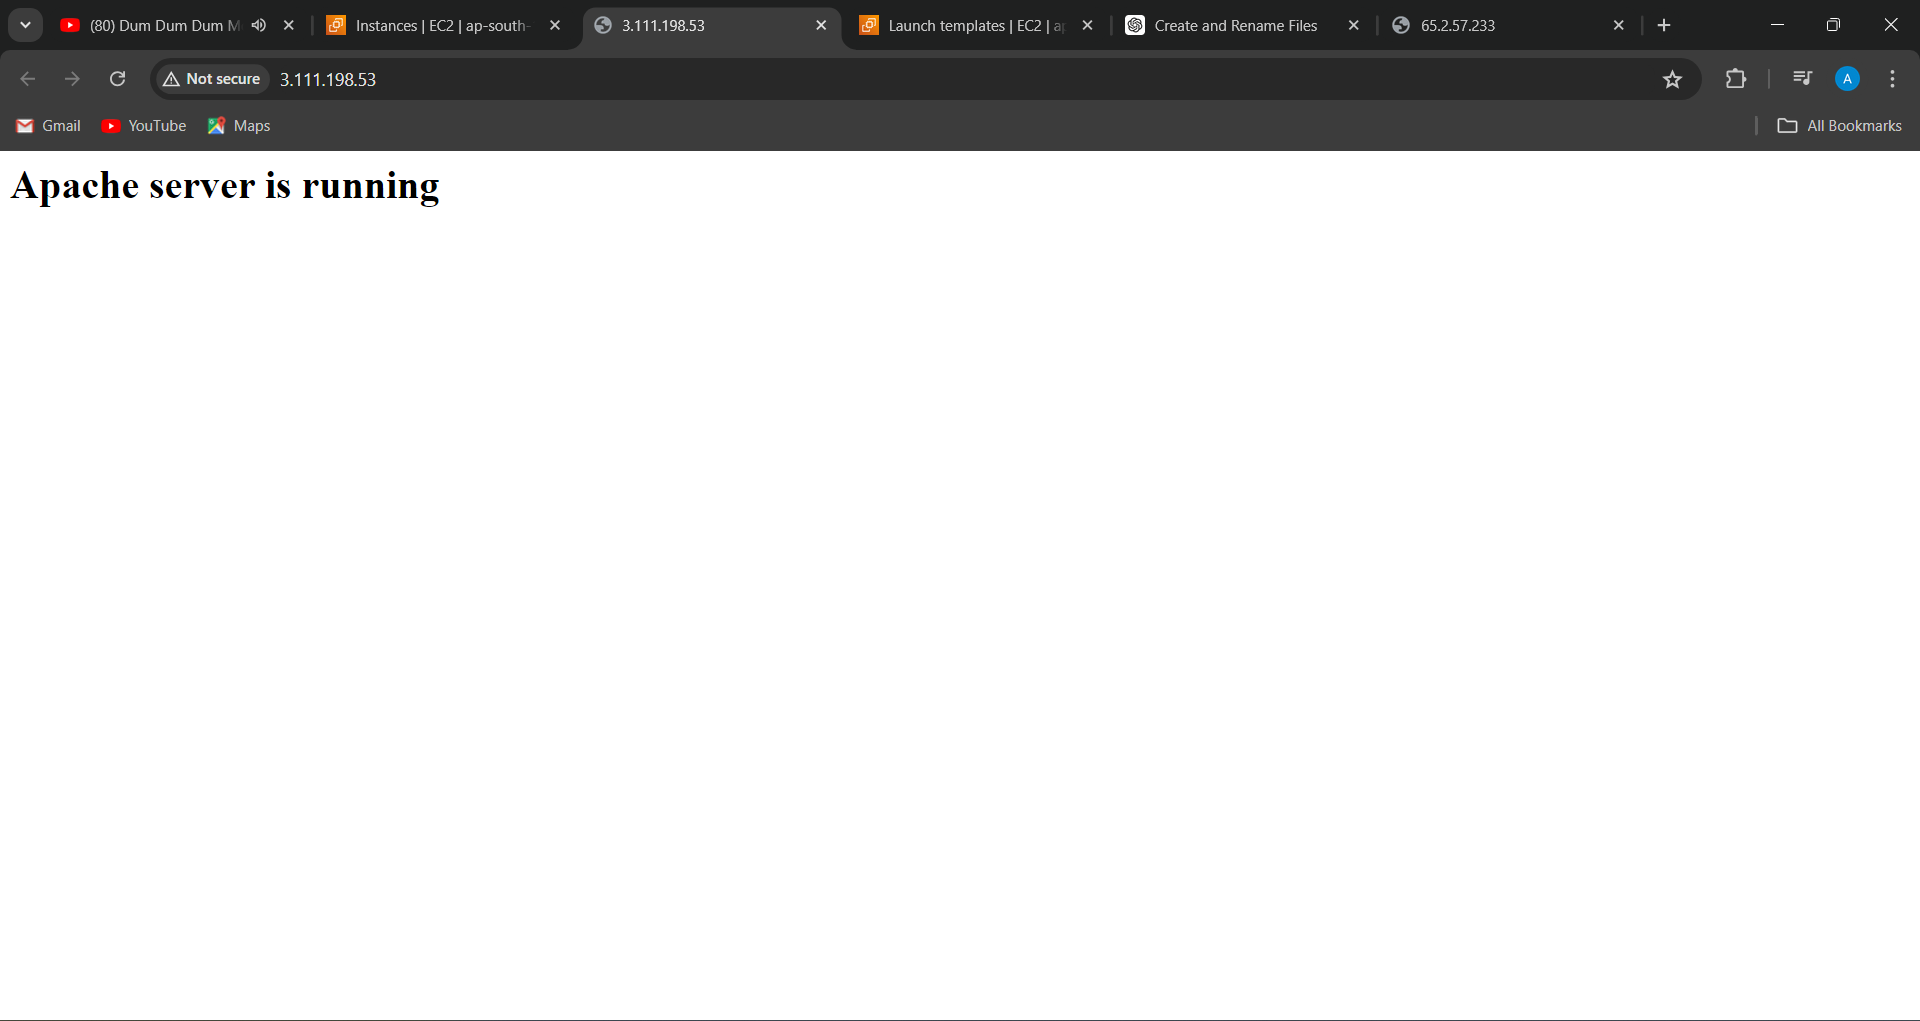 (80) Dum Dum Dum M
Instances | EC2 | ap-south-
3.111.198.53
Launch templates | EC2 | a
Create and Rename Files
65.2.57.233
Not secure
3.111.198.53
A
Gmail
YouTube
Maps
All Bookmarks
Apache server is running